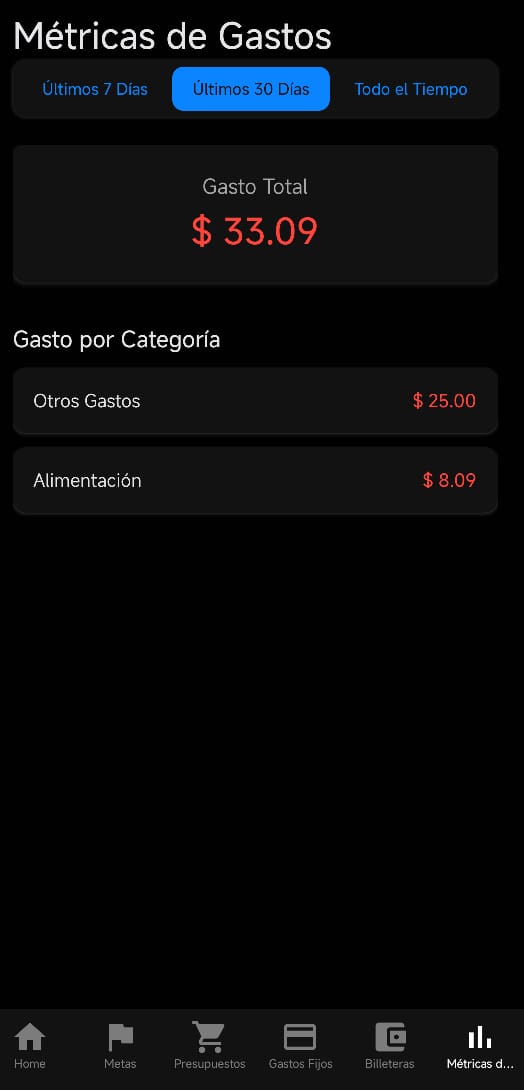 Métricas de Gastos
Últimos 7 Días
Últimos 30 Días
Todo el Tiempo
Gasto Total
$ 33.09
Gasto por Categoría
Otros Gastos
$ 25.00
Alimentación
$ 8.09
Home
Metas
Presupuestos
Gastos Fijos
Billeteras
Métricas d...